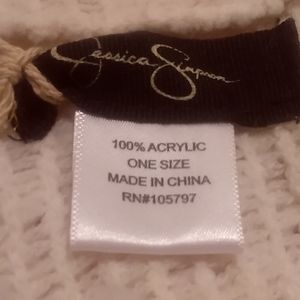 Jessica Simpson
100% ACRYLIC
ONE SIZE
MADE IN CHINA
RN#105797